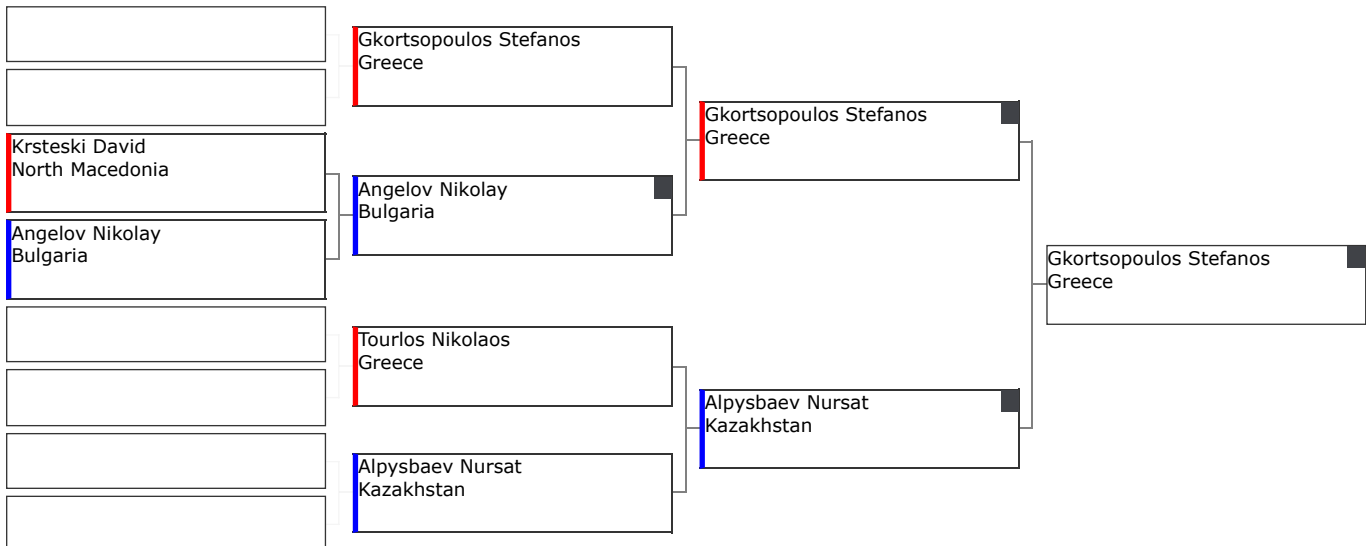 Krsteski David
North Macedonia
Angelov Nikolay
Bulgaria
Gkortsopoulos Stefanos
Greece
Angelov Nikolay
Bulgaria
Tourlos Nikolaos
Greece
Alpysbaev Nursat
Kazakhstan
Gkortsopoulos Stefanos
Greece
Alpysbaev Nursat
Kazakhstan
Gkortsopoulos Stefanos
Greece